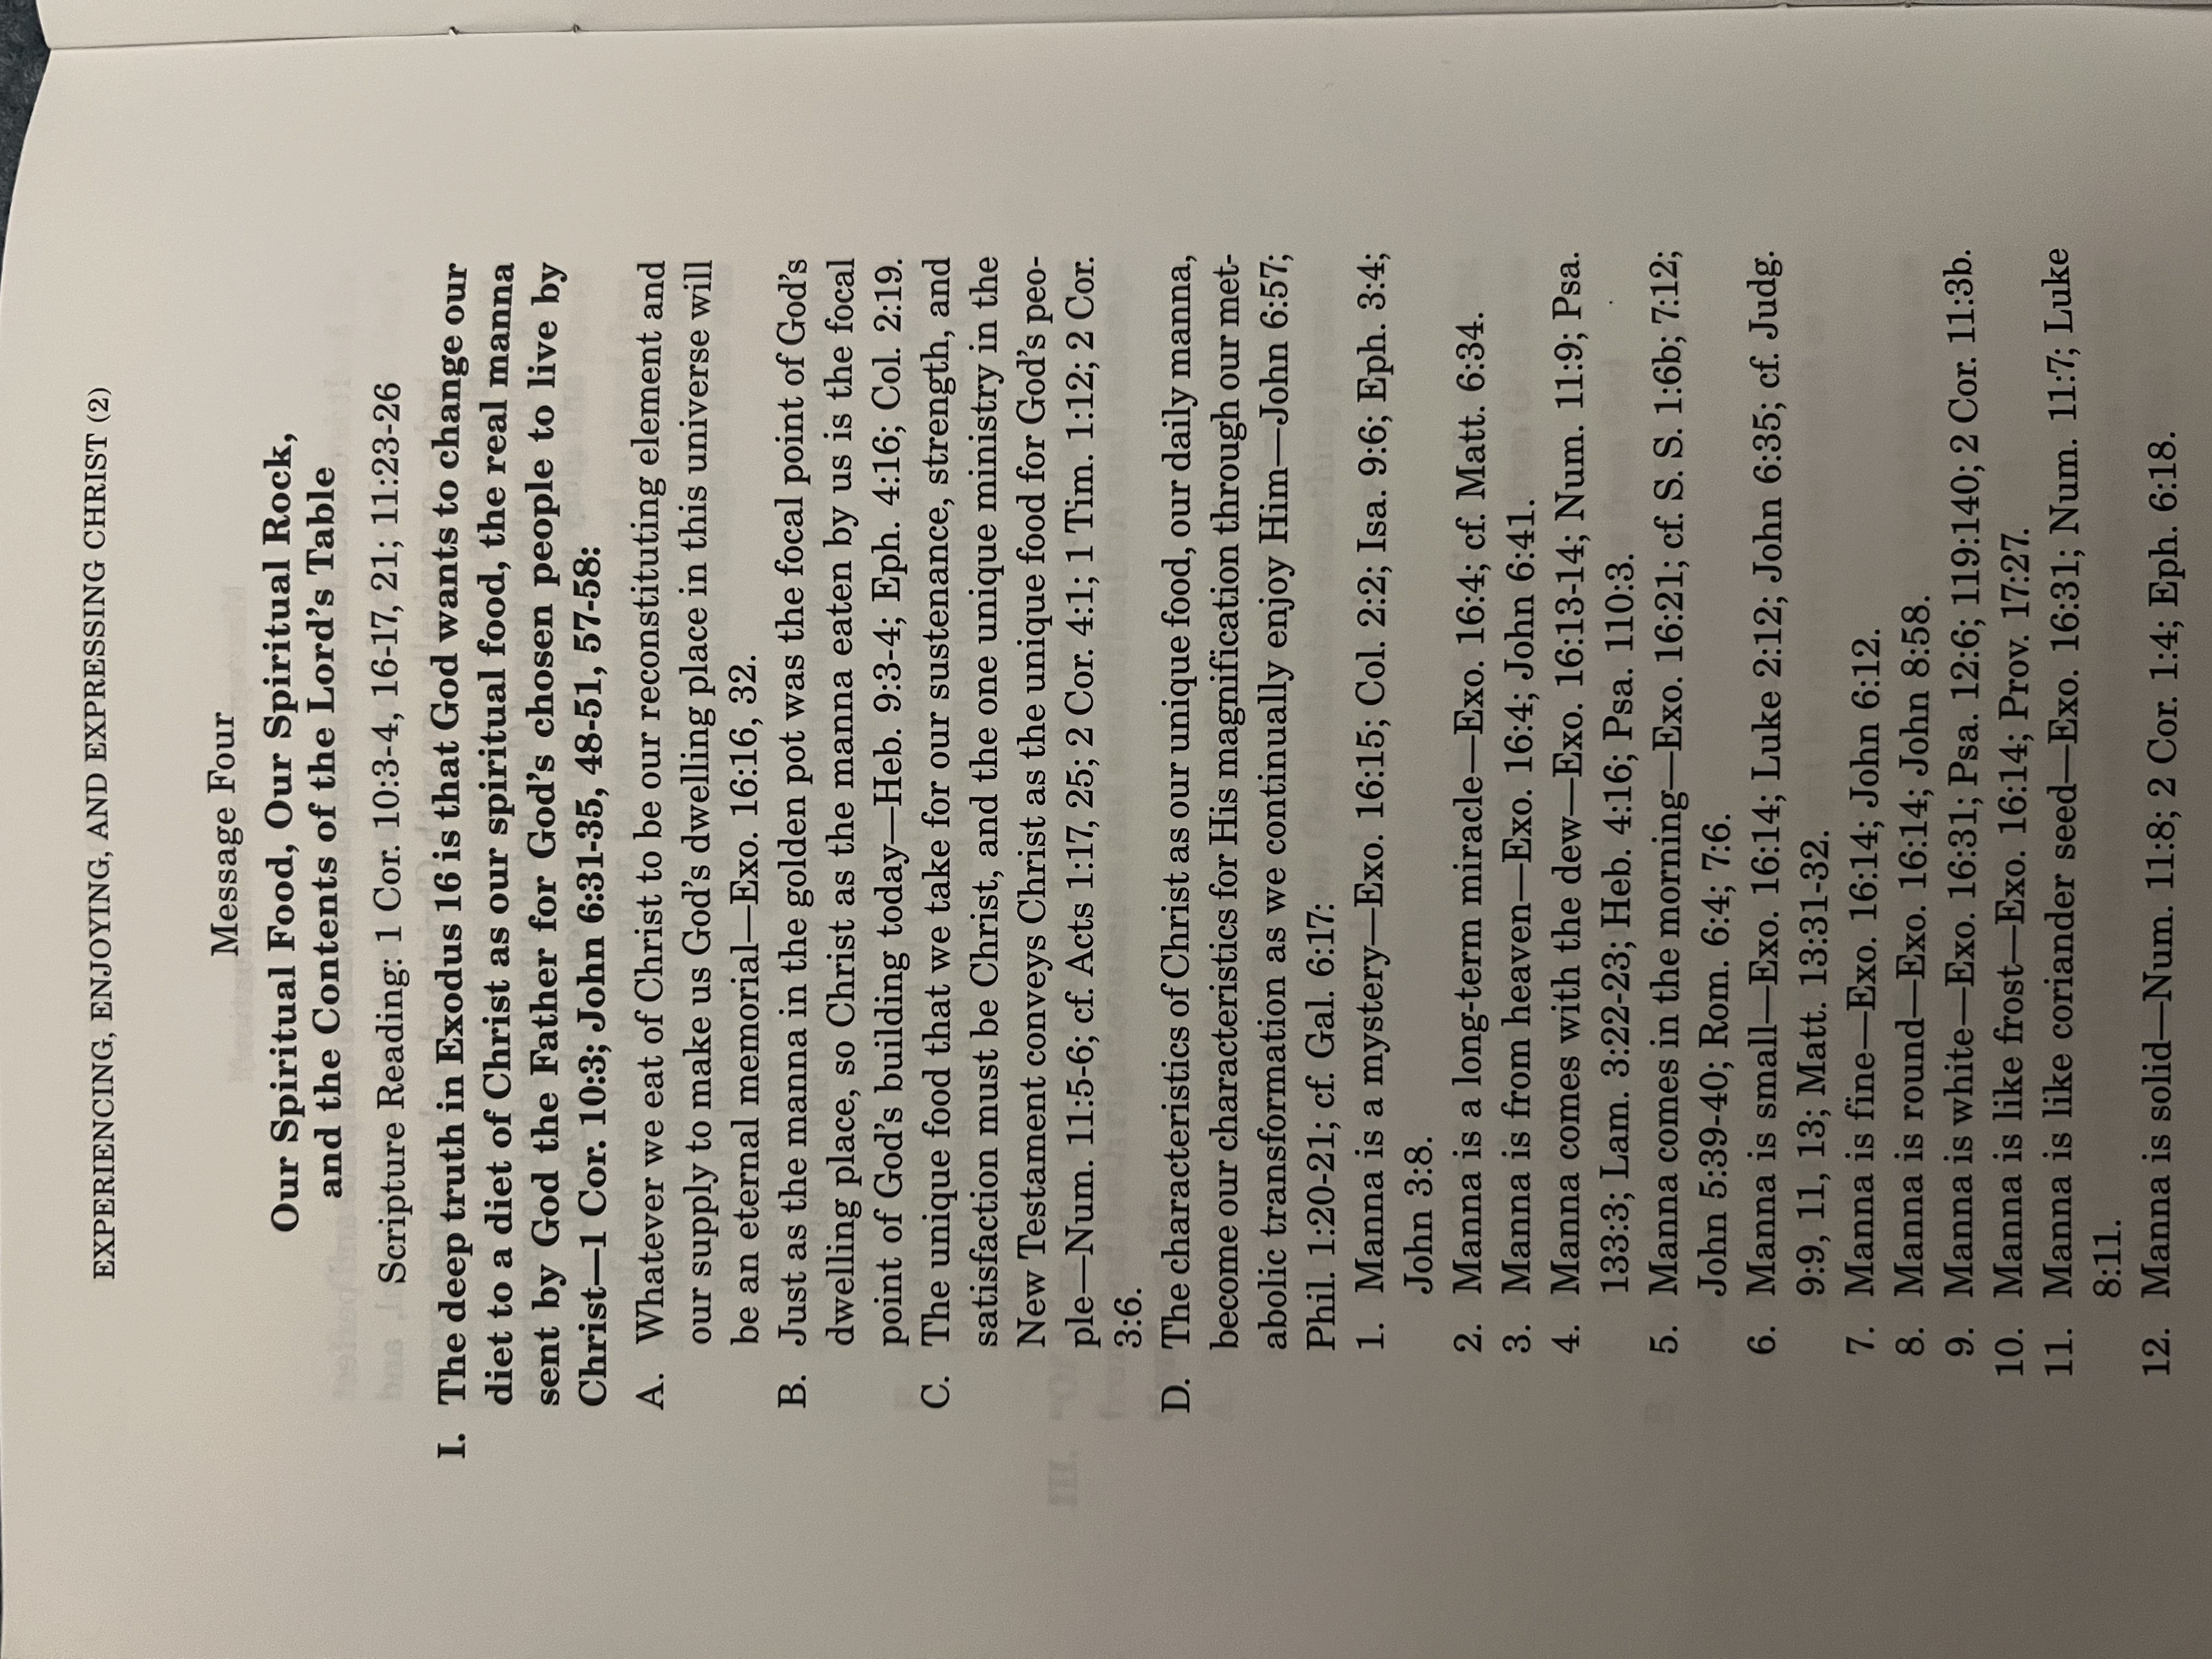 EXPERIENCING, ENJOYING, AND EXPRESSING CHRIST (2)
Message Four
Our Spiritual Food, Our Spiritual Rock,
and the Contents of the Lord's Table
Scripture Reading: 1 Cor. 10:3-4, 16-17, 21; 11:23-26
I. The deep truth in Exodus 16 is that God wants to change our
diet to a diet of Christ as our spiritual food, the real manna
sent by God the Father for God's chosen people to live by
Christ—1 Cor. 10:3; John 6:31-35, 48-51, 57-58:
A. Whatever we eat of Christ to be our reconstituting element and
our supply to make us God's dwelling place in this universe will
be an eternal memorial—Exo. 16:16, 32.
B. Just as the manna in the golden pot was the focal point of God's
dwelling place, so Christ as the manna eaten by us is the focal
point of God's building today—Heb. 9:3-4; Eph. 4:16; Col. 2:19.
C. The unique food that we take for our sustenance, strength, and
satisfaction must be Christ, and the one unique ministry in the
New Testament conveys Christ as the unique food for God's peo-
ple—Num. 11:5-6; cf. Acts 1:17, 25; 2 Cor. 4:1; 1 Tim. 1:12; 2 Cor.
3:6.
D. The characteristics of Christ as our unique food, our daily manna,
become our characteristics for His magnification through our met-
abolic transformation as we continually enjoy Him—John 6:57;
Phil. 1:20-21; cf. Gal. 6:17:
1. Manna is a mystery—Exo. 16:15; Col. 2:2; Isa. 9:6; Eph. 3:4;
John 3:8.
2. Manna is a long-term miracle—Exo. 16:4; cf. Matt. 6:34.
3. Manna is from heaven—Exo. 16:4; John 6:41.
4. Manna comes with the dew—Exo. 16:13-14; Num. 11:9; Psa.
133:3; Lam. 3:22-23; Heb. 4:16; Psa. 110:3.
5. Manna comes in the morning—Exo. 16:21; cf. S. S. 1:6b; 7:12;
John 5:39-40; Rom. 6:4; 7:6.
6. Manna is small—Exo. 16:14; Luke 2:12; John 6:35; cf. Judg.
9:9, 11, 13; Matt. 13:31-32.
7. Manna is fine—Exo. 16:14; John 6:12.
8. Manna is round—Exo. 16:14; John 8:58.
9. Manna is white—Exo. 16:31; Psa. 12:6; 119:140; 2 Cor. 11:3b.
10. Manna is like frost—Exo. 16:14; Prov. 17:27.
11. Manna is like coriander seed—Exo. 16:31; Num. 11:7; Luke
8:11.
12. Manna is solid—Num. 11:8; 2 Cor. 1:4; Eph. 6:18.